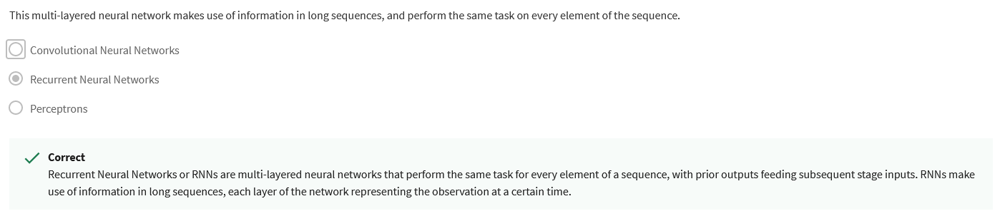 This multi-layered neural network makes use of information in long sequences, and perform the same task on every element of the sequence.
Convolutional Neural Networks
Recurrent Neural Networks
Perceptrons
Correct
Recurrent Neural Networks or RNNs are multi-layered neural networks that perform the same task for every element of a sequence, with prior outputs feeding subsequent stage inputs. RNNs make
use of information in long sequences, each layer of the network representing the observation at a certain time.